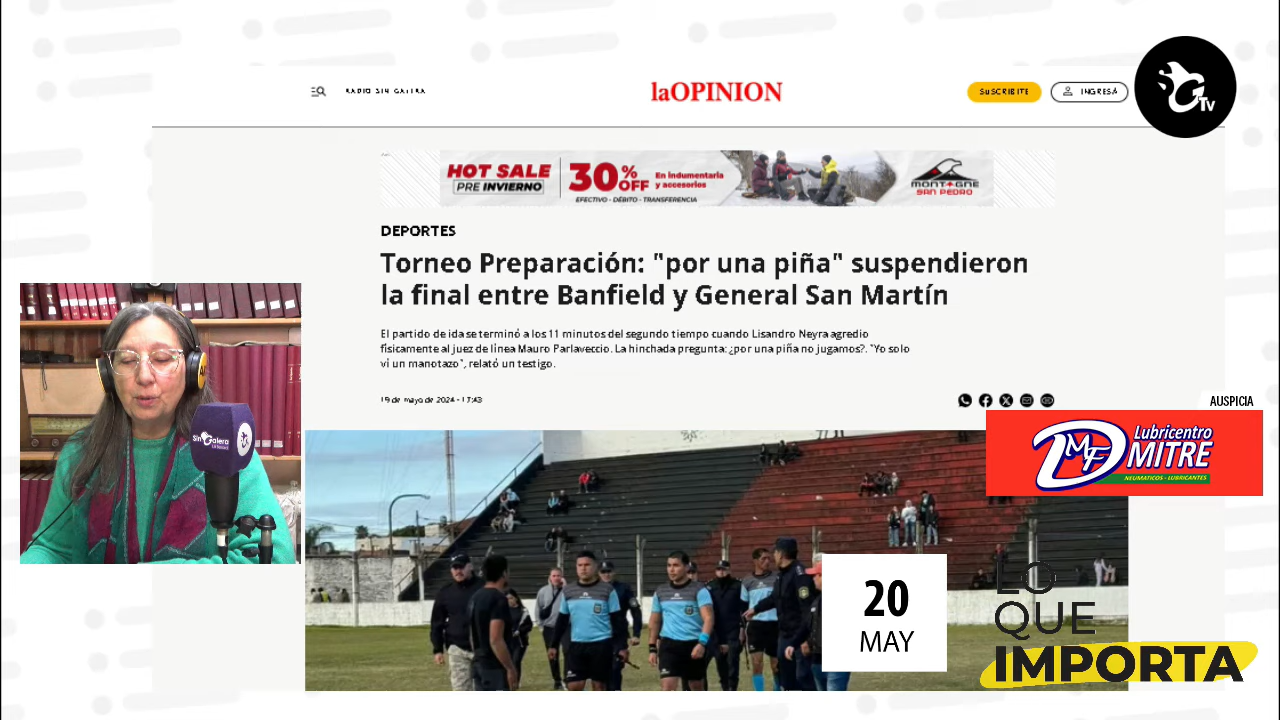 RADIO SIN GALERA
laOPINION
SUSCRIBITE
INGRESÁ
G TV
HOT SALE
PRE INVIERNO
30% OFF
En indumentaria
y accesorios
EFECTIVO - DÉBITO - TRANSFERENCIA
MONTAGNE
SAN PEDRO
DEPORTES
Torneo Preparación: "por una piña" suspendieron
la final entre Banfield y General San Martín
El partido de ida se terminó a los 11 minutos del segundo tiempo cuando Lisandro Neyra agredio
físicamente al juez de línea Mauro Parlaveccio. La hinchada pregunta: ¿por una piña no jugamos?. "Yo solo
vi un manotazo", relató un testigo.
19 de mayo de 2024 - 17:43
Sin Galera
AUSPICIA
DMF
Lubricentro
MITRE
NEUMATICOS - LUBRICANTES
20
MAY
LO
QUE
IMPORTA